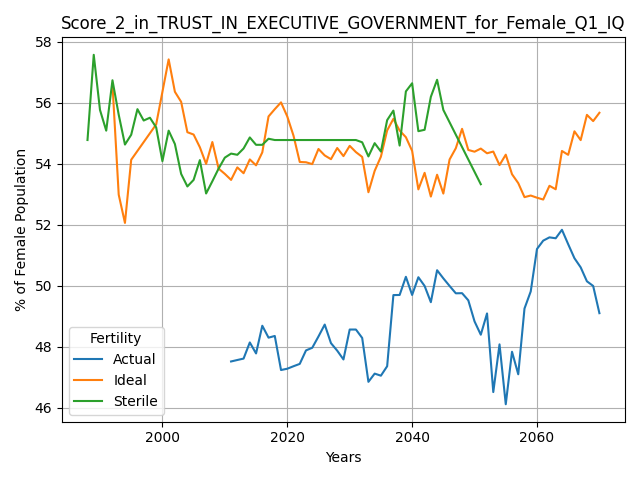 Score_2_in_TRUST_IN_EXECUTIVE_GOVERNMENT_for_Female_Q1_IQ
58
56
54
52
50
48
46
% of Female Population
Fertility
Actual
Ideal
Sterile
2000 2020 2040 2060
Years